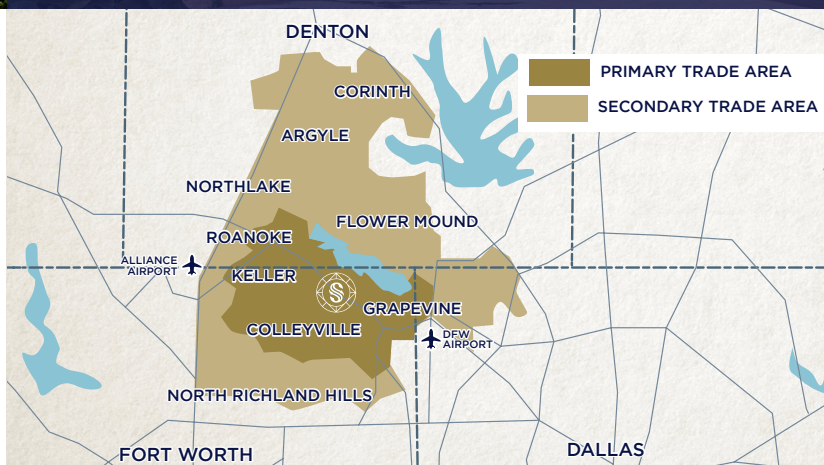 DENTON
PRIMARY TRADE AREA
CORINTH
SECONDARY TRADE AREA
ARGYLE
NORTHLAKE
FLOWER MOUND
ROANOKE
ALLIANCE
AIRPORT
KELLER
S
GRAPEVINE
COLLEYVILLE
DFW
AIRPORT
NORTH RICHLAND HILLS
FORT WORTH
DALLAS